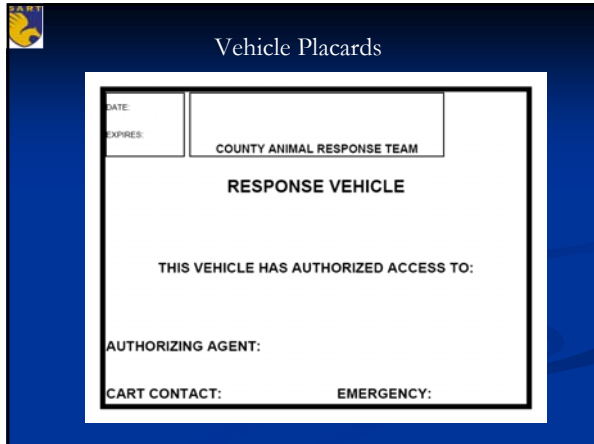 SART
Vehicle Placards
DATE:
EXPIRES:
COUNTY ANIMAL RESPONSE TEAM
RESPONSE VEHICLE
THIS VEHICLE HAS AUTHORIZED ACCESS TO:
AUTHORIZING AGENT:
CART CONTACT: EMERGENCY: